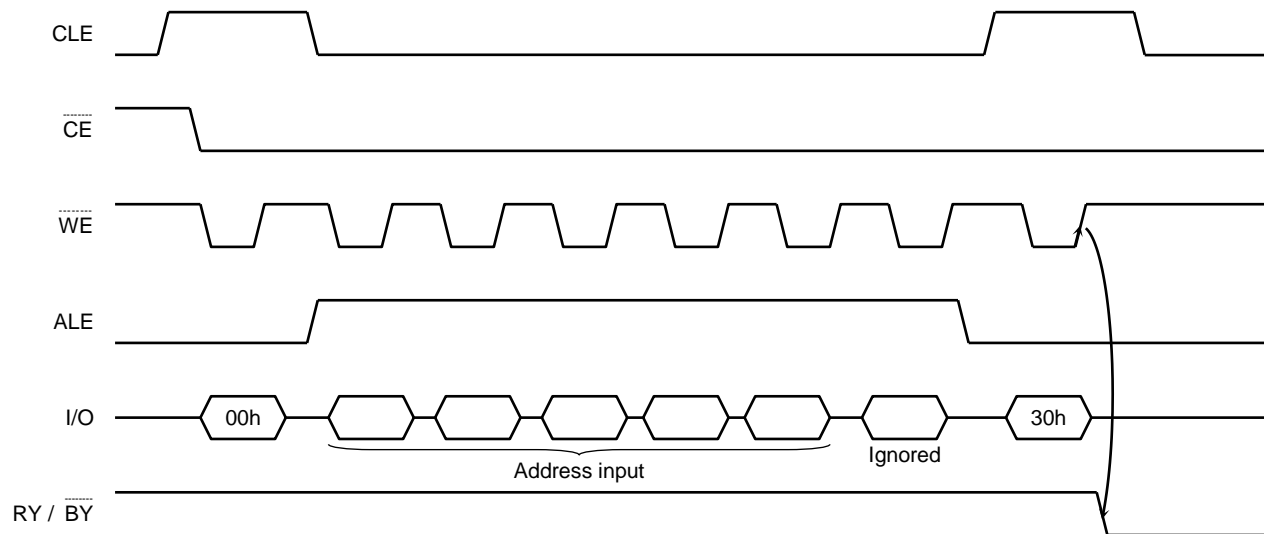 CLE
CE
WE
ALE
I/O 00h 30h
Address input Ignored
RY / BY